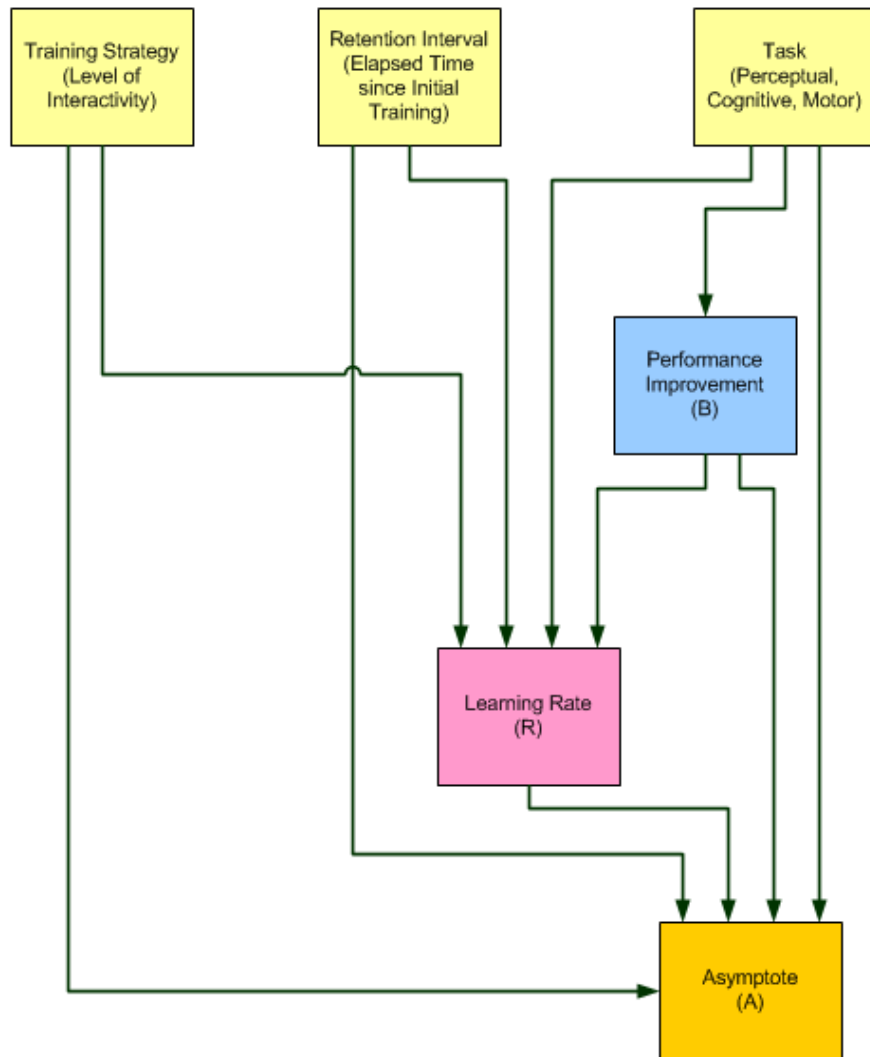 Training Strategy
(Level of
Interactivity)
Retention Interval
(Elapsed Time
since Initial
Training)
Task
(Perceptual,
Cognitive, Motor)
Performance
Improvement
(B)
Learning Rate
(R)
Asymptote
(A)